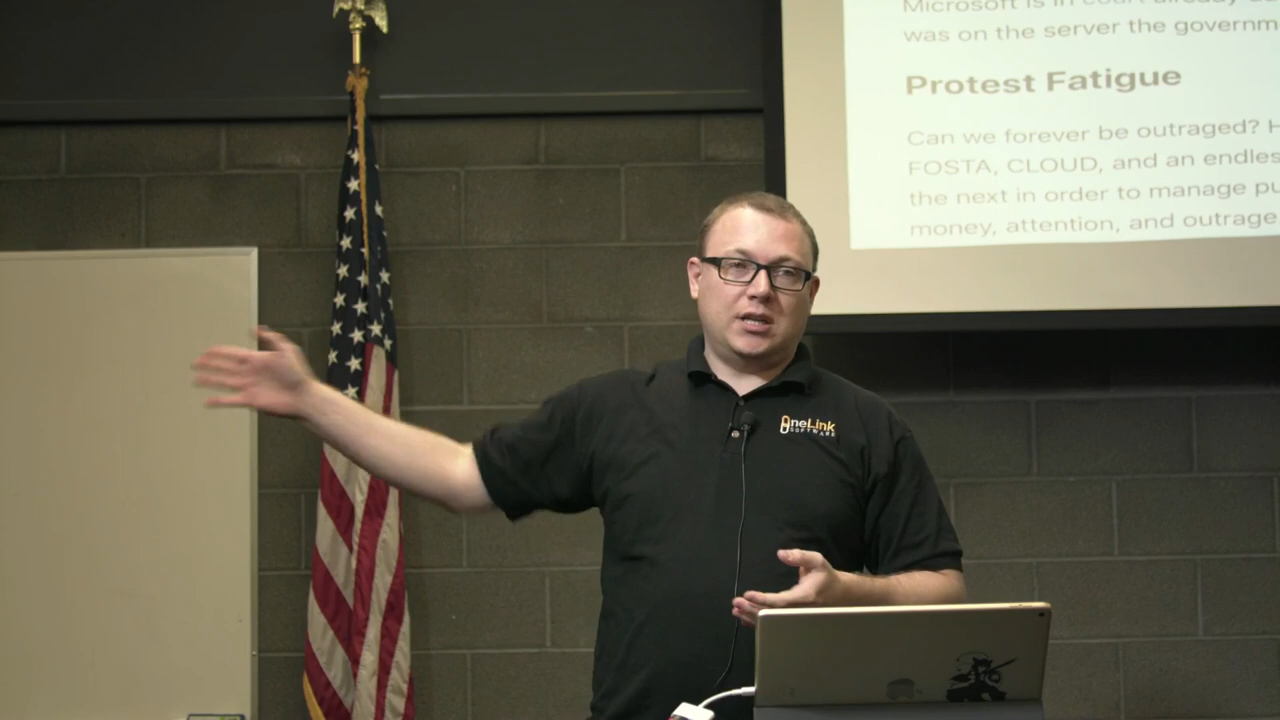 Microsoft is in court already
was on the server the governm
Protest Fatigue
Can we forever be outraged? H
FOSTA, CLOUD, and an endles
the next in order to manage pu
money, attention, and outrage
OneLink
SOFTWARE